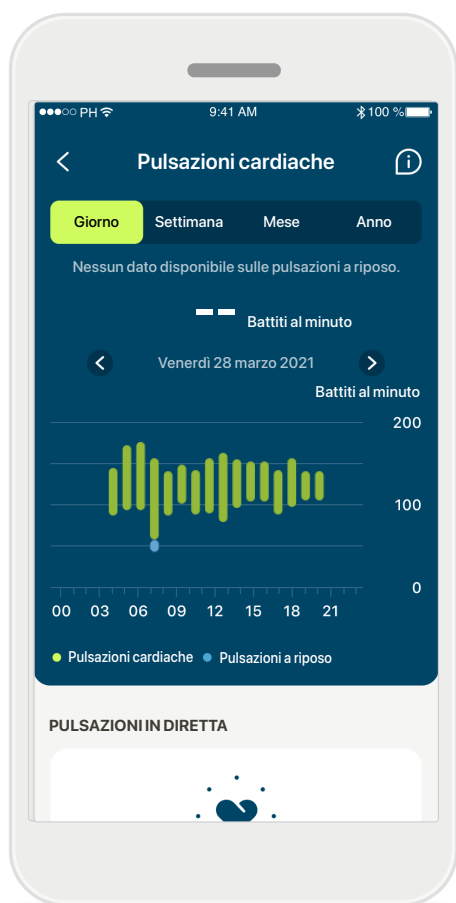 PH 9:41 AM 100 %
Pulsazioni cardiache
Giorno Settimana Mese Anno
Nessun dato disponibile sulle pulsazioni a riposo.
-- Battiti al minuto
Venerdì 28 marzo 2021
Battiti al minuto
200
100
0
00 03 06 09 12 15 18 21
Pulsazioni cardiache Pulsazioni a riposo
PULSAZIONI IN DIRETTA